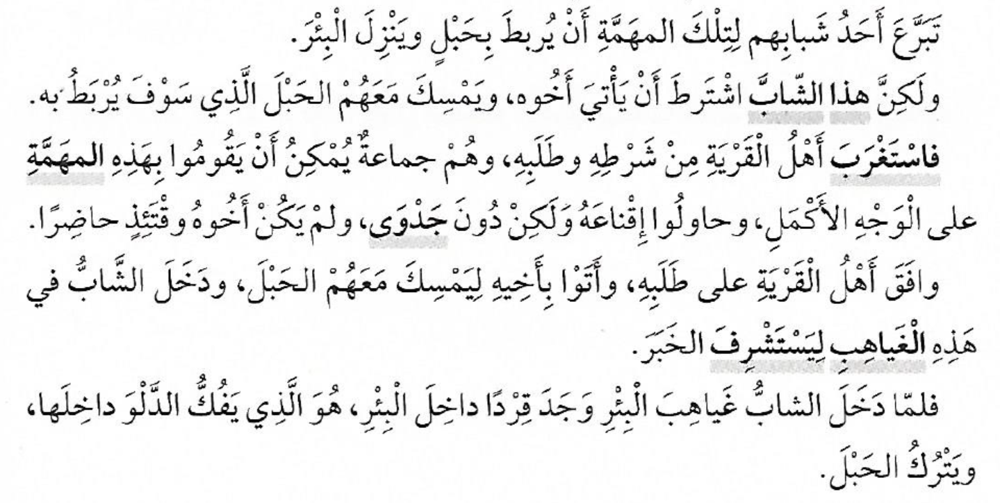 تَبَرَّعَ أَحَدُ شَبابِهم لِتِلْكَ المهَمَّةِ أَنْ يُربطَ بِحَبْلٍ ويَنْزِلَ الْبِئْرَ.
ولَكِنَّ هذا الشّابَّ اشْتَرطَ أَنْ يَأْتيَ أَخُوه، ويَمْسِكَ مَعَهُمْ الحَبْلَ الَّذِي سَوْفَ يُرْبَطُ به.
فاسْتَغْرَبَ أَهْلُ الْقَرْيَةِ مِنْ شَرْطِهِ وطَلَبِهِ، وهُمْ جماعةٌ يُمْكِنُ أَنْ يَقُومُوا بِهَذِهِ المهَمَّةِ
على الْوَجْهِ الأَكْمَلِ، وحاولُوا إِقْناعَهُ وَلَكِنْ دُونَ جَدْوَى، ولمْ يَكُنْ أَخُوهُ وقْتَئِذٍ حاضِرًا.
وافَقَ أَهْلُ الْقَرْيَةِ على طَلَبِهِ، وأَتَوْا بِأَخِيهِ لِيَمْسِكَ مَعَهُمْ الحَبْلَ، ودَخَلَ الشَّابُّ في
هَذِهِ الْغَياهِبِ لِيَسْتَشْرِفَ الخَبَرَ.
فلمّا دَخَلَ الشابُّ غَياهِبَ الْبِئْرِ وَجَدَ قِرْدًا داخِلَ الْبِئْرِ، هُوَ الَّذِي يَفُكُّ الدَّلْوَ داخِلَها،
ويَتْرُكُ الحَبْلَ.